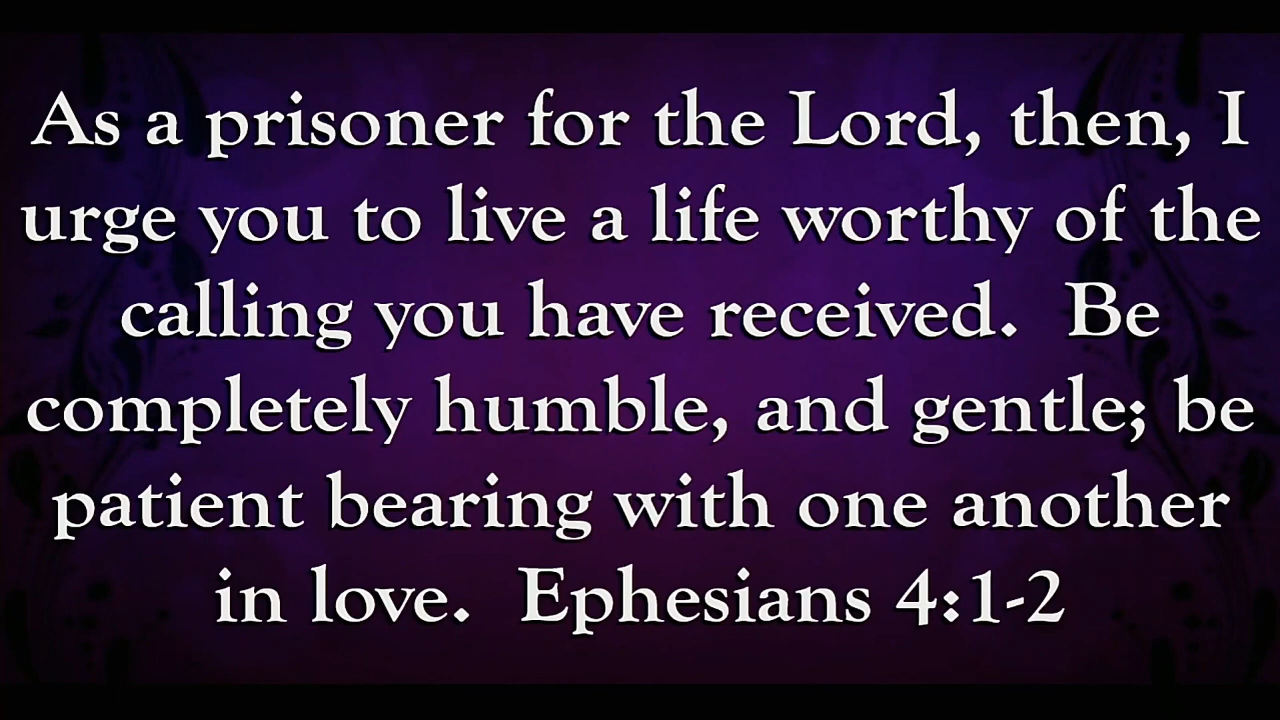 As a prisoner for the Lord, then, I
urge you to live a life worthy of the
calling you have received.  Be
completely humble, and gentle; be
patient bearing with one another
in love.  Ephesians 4:1-2